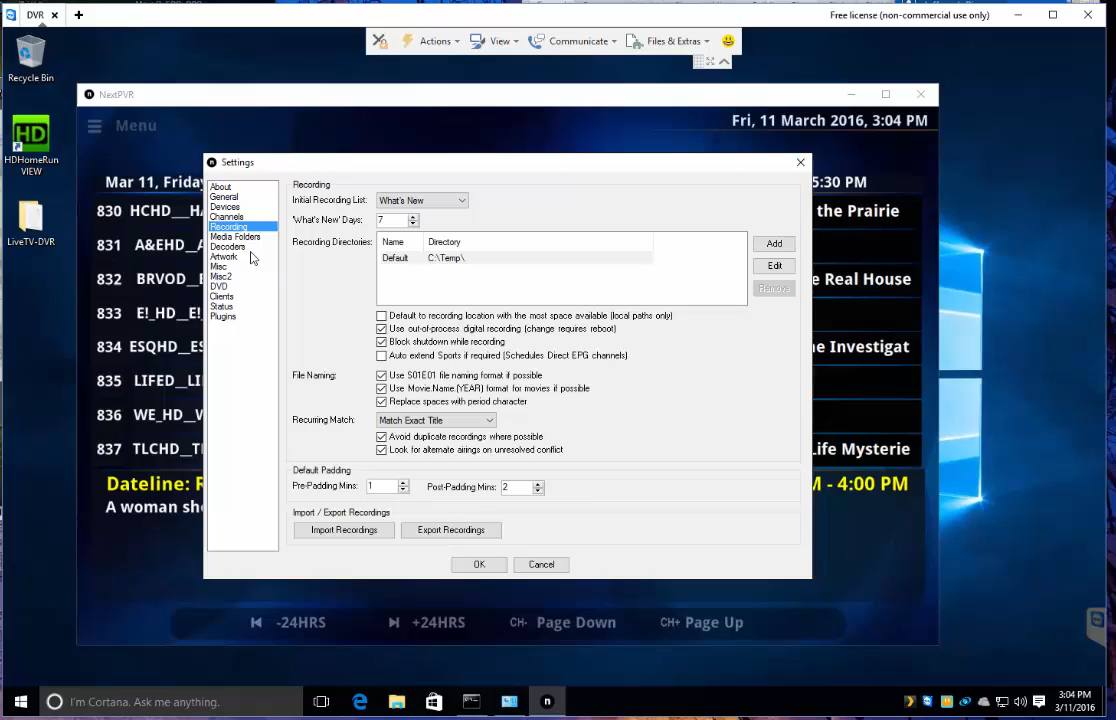 DVR
Free license (non-commercial use only)
Actions
View
Communicate
Files & Extras
Recycle Bin
HDHomeRun
VIEW
LiveTV-DVR
NextPVR
Menu
Fri, 11 March 2016, 3:04 PM
Mar 11, Friday
5:30 PM
830 HCHD__H
the Prairie
831 A&EHD__A
832 BRVOD__
e Real House
833 E!_HD__E!
834 ESQHD__ES
he Investigat
835 LIFED__L
836 WE_HD__W
837 TLCHD__T
Life Mysterie
Dateline: R
M - 4:00 PM
A woman sh
-24HRS
+24HRS
CH- Page Down
CH+ Page Up
Settings
About
General
Devices
Channels
Recording
Media Folders
Decoders
Artwork
Misc
Misc2
DVD
Clients
Status
Plugins
Recording
Initial Recording List: What's New
'What's New' Days: 7
Recording Directories:
Name Directory
Default C:\Temp\
Add
Edit
Remove
Default to recording location with the most space available (local paths only)
Use out-of-process digital recording (change requires reboot)
Block shutdown while recording
Auto extend Sports if required (Schedules Direct EPG channels)
File Naming:
Use S01E01 file naming format if possible
Use Movie.Name.(YEAR) format for movies if possible
Replace spaces with period character
Recurring Match: Match Exact Title
Avoid duplicate recordings where possible
Look for alternate airings on unresolved conflict
Default Padding
Pre-Padding Mins: 1 Post-Padding Mins: 2
Import / Export Recordings
Import Recordings Export Recordings
OK Cancel
I'm Cortana. Ask me anything.
3:04 PM
3/11/2016